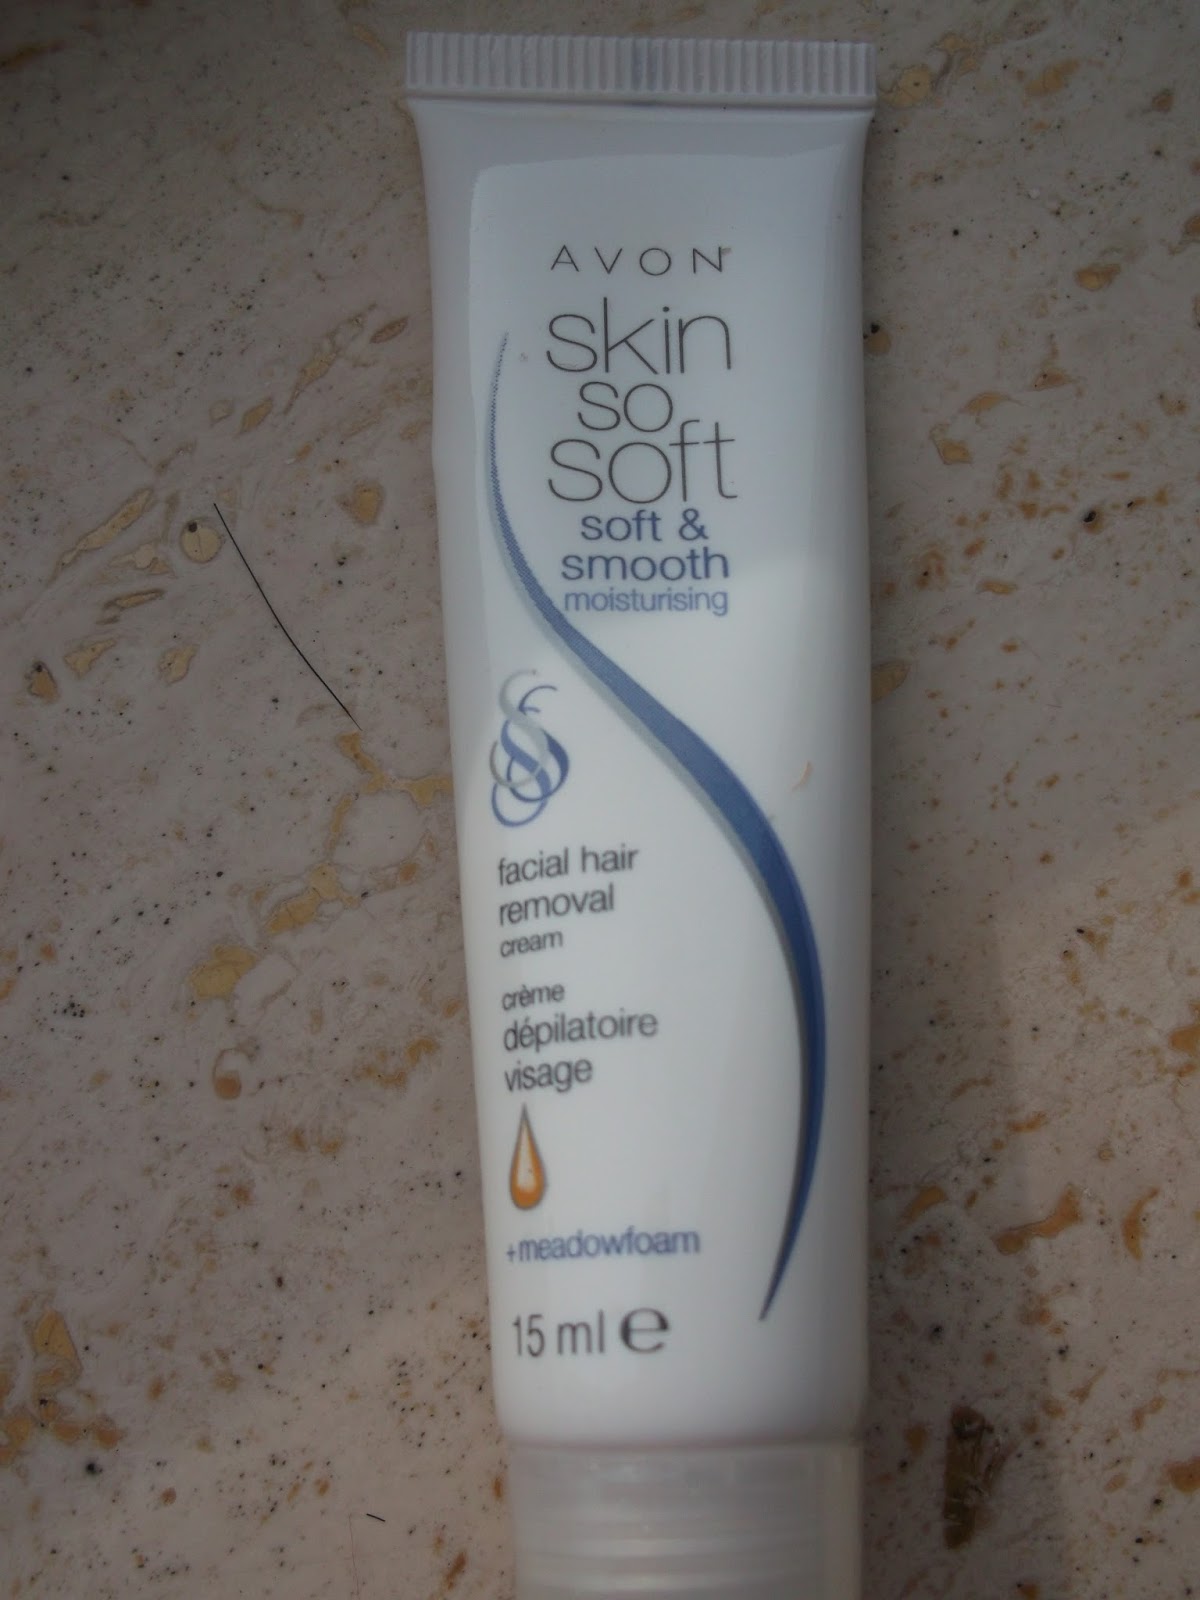 AVON
skin
so
soft
soft &
smooth
moisturising
facial hair
removal
cream
crème
dépilatoire
visage
+meadowfoam
15 ml ℮